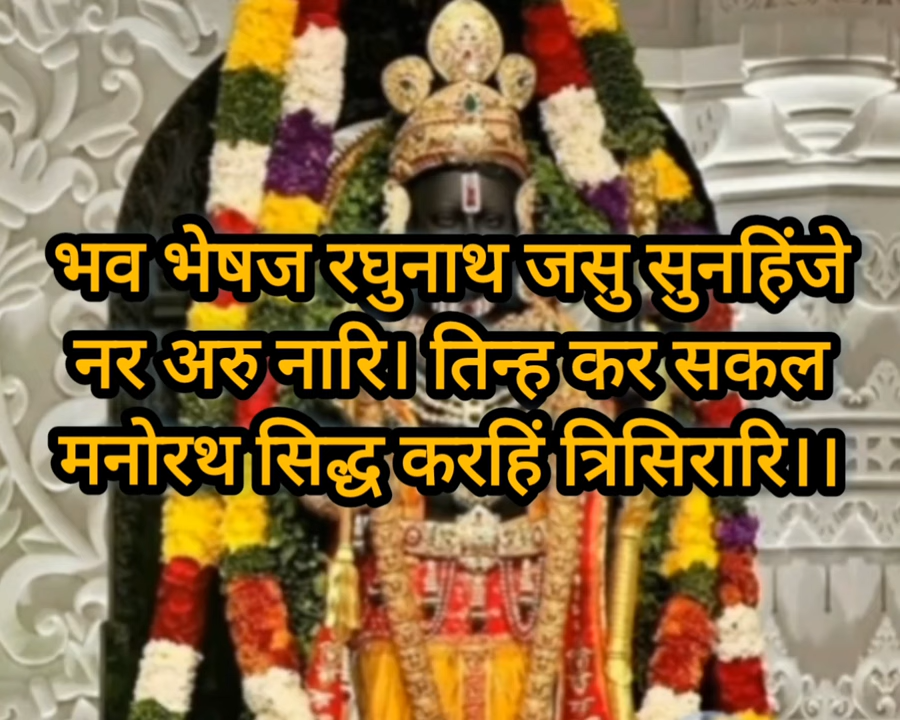 भव भेषज रघुनाथ जसु सुनहिंजे
नर अरु नारि। तिन्ह कर सकल
मनोरथ सिद्ध करहिं त्रिसिरारि।।